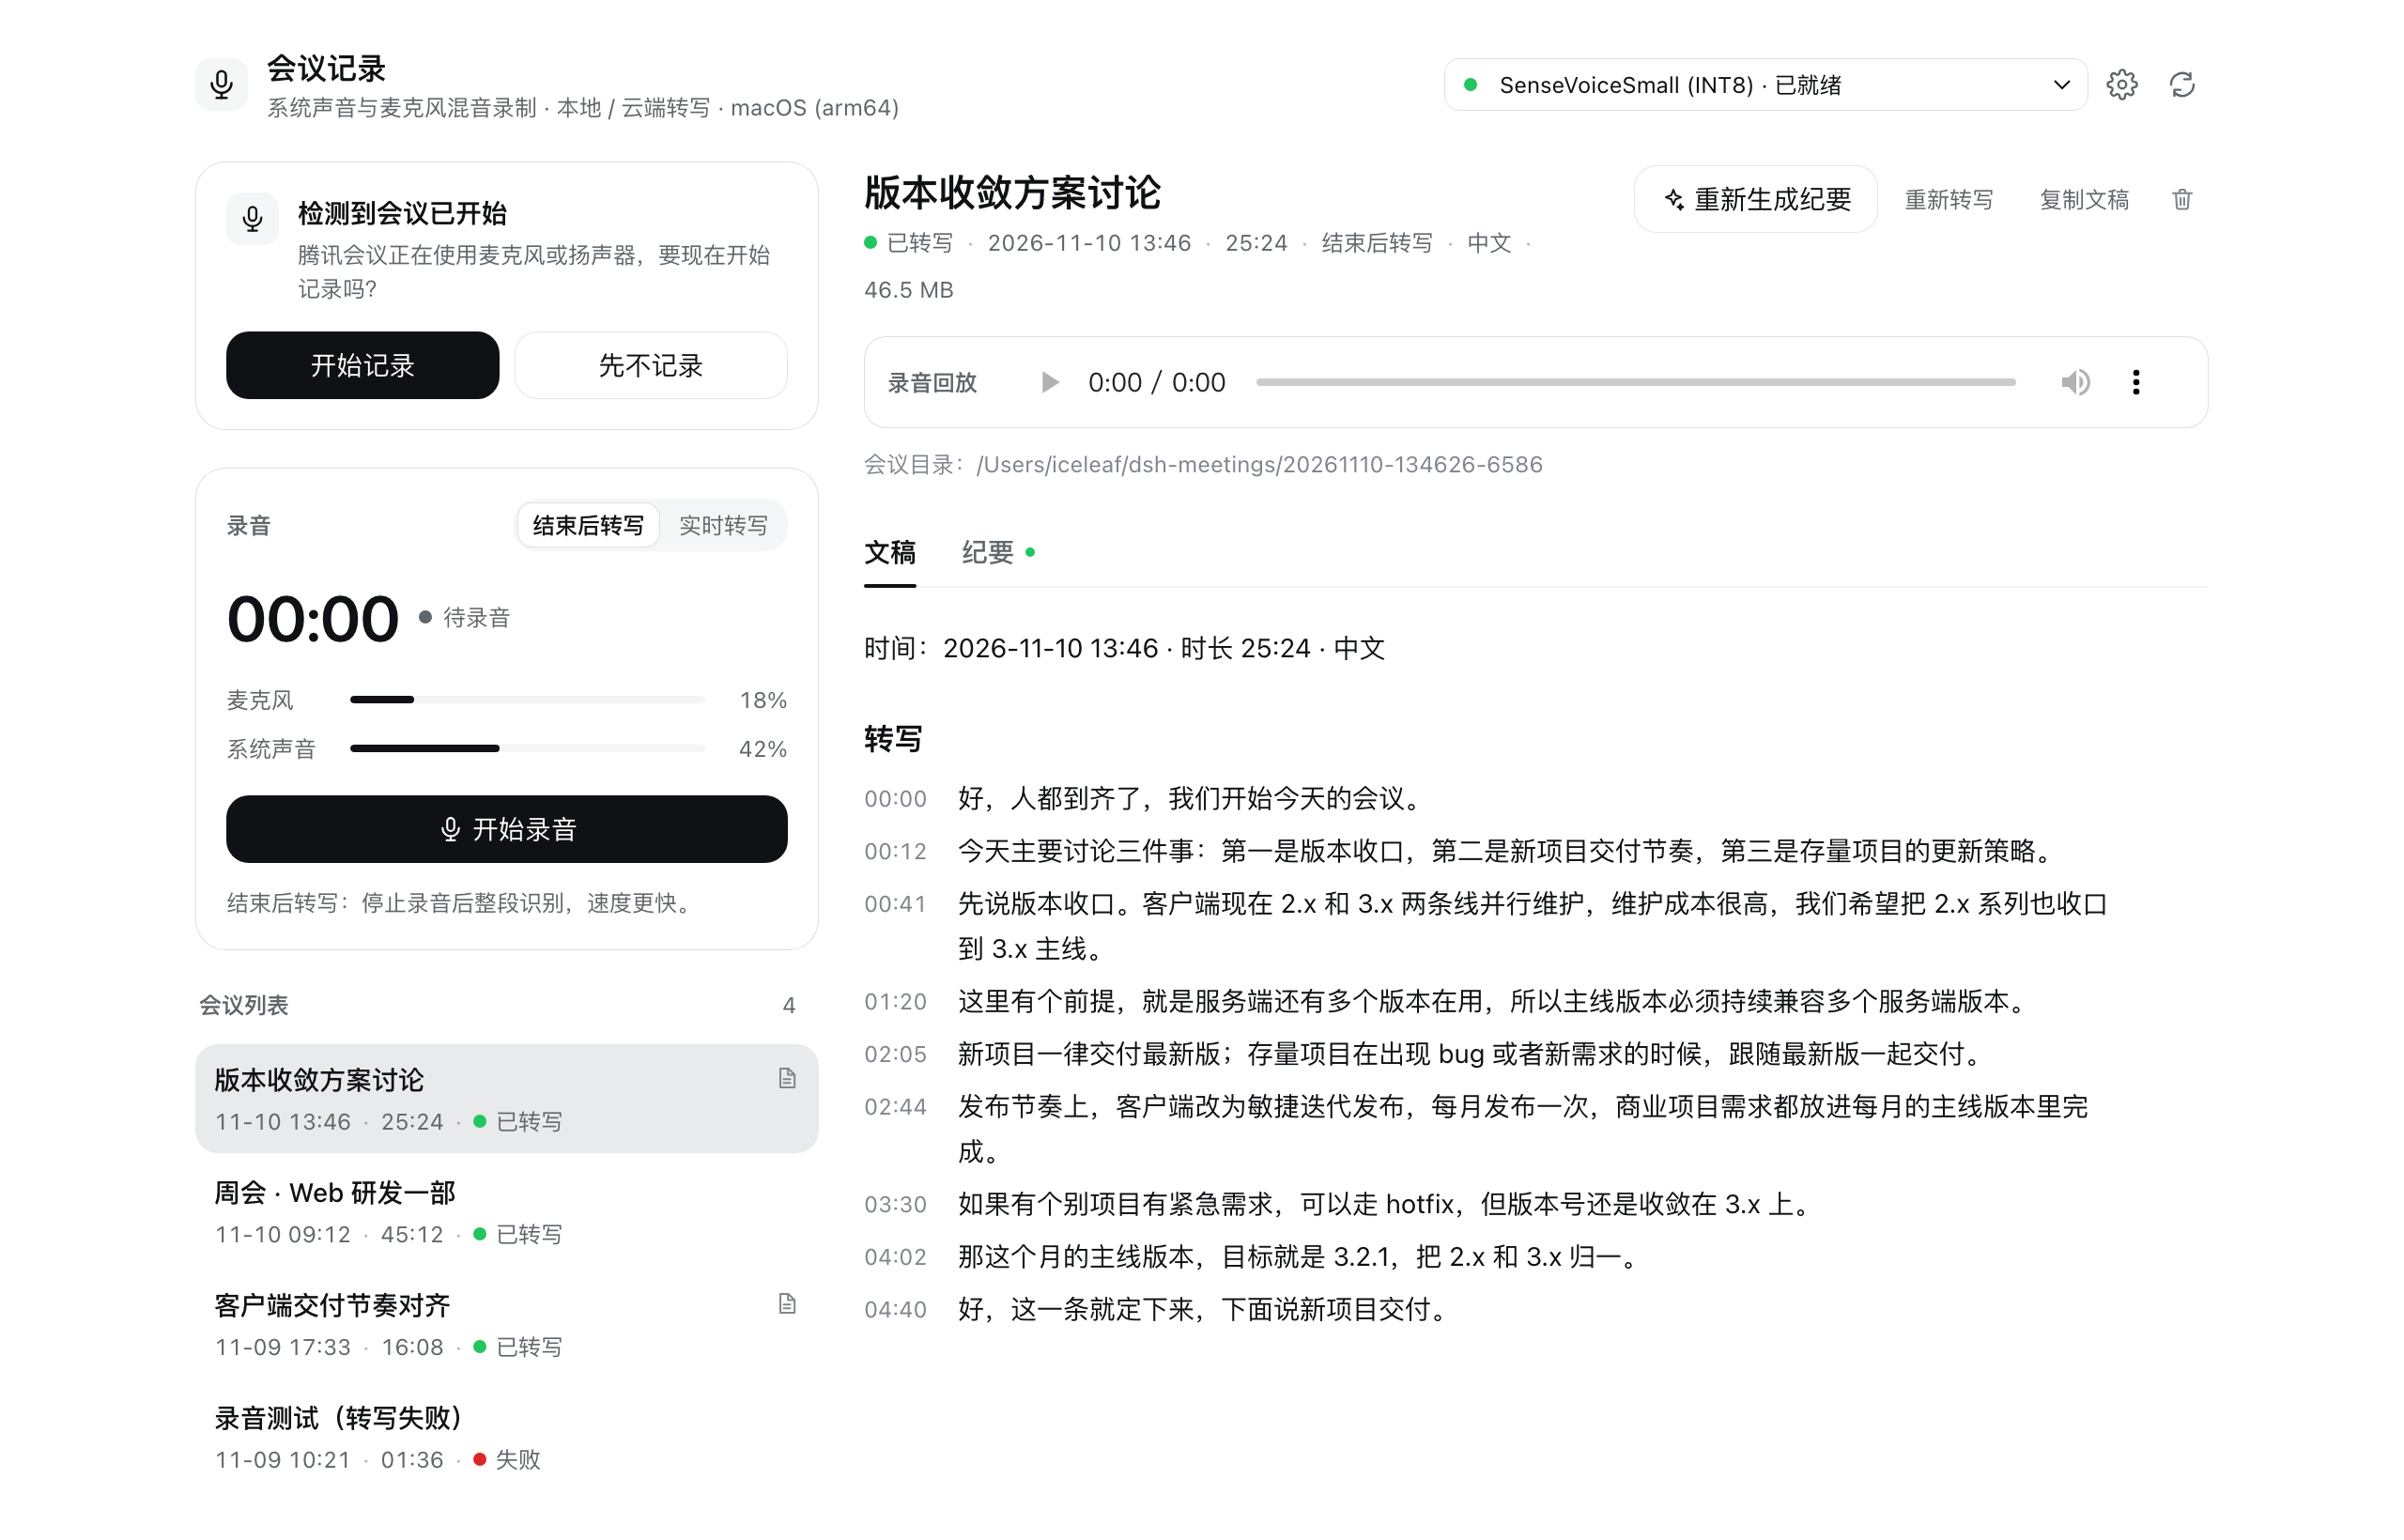 会议记录
系统声音与麦克风混音录制 · 本地 / 云端转写 · macOS (arm64)
SenseVoiceSmall (INT8) · 已就绪
检测到会议已开始
腾讯会议正在使用麦克风或扬声器，要现在开始
记录吗？
开始记录
先不记录
录音
结束后转写
实时转写
00:00
待录音
麦克风
18%
系统声音
42%
开始录音
结束后转写：停止录音后整段识别，速度更快。
会议列表
4
版本收敛方案讨论
11-10 13:46 · 25:24 · 已转写
周会 · Web 研发一部
11-10 09:12 · 45:12 · 已转写
客户端交付节奏对齐
11-09 17:33 · 16:08 · 已转写
录音测试（转写失败）
11-09 10:21 · 01:36 · 失败
版本收敛方案讨论
重新生成纪要
重新转写
复制文稿
已转写 · 2026-11-10 13:46 · 25:24 · 结束后转写 · 中文 ·
46.5 MB
录音回放
0:00 / 0:00
会议目录：/Users/iceleaf/dsh-meetings/20261110-134626-6586
文稿
纪要
时间：2026-11-10 13:46 · 时长 25:24 · 中文
转写
00:00 好，人都到齐了，我们开始今天的会议。
00:12 今天主要讨论三件事：第一是版本收口，第二是新项目交付节奏，第三是存量项目的更新策略。
00:41 先说版本收口。客户端现在 2.x 和 3.x 两条线并行维护，维护成本很高，我们希望把 2.x 系列也收口
到 3.x 主线。
01:20 这里有个前提，就是服务端还有多个版本在用，所以主线版本必须持续兼容多个服务端版本。
02:05 新项目一律交付最新版；存量项目在出现 bug 或者新需求的时候，跟随最新版一起交付。
02:44 发布节奏上，客户端改为敏捷迭代发布，每月发布一次，商业项目需求都放进每月的主线版本里完
成。
03:30 如果有个别项目有紧急需求，可以走 hotfix，但版本号还是收敛在 3.x 上。
04:02 那这个月的主线版本，目标就是 3.2.1，把 2.x 和 3.x 归一。
04:40 好，这一条就定下来，下面说新项目交付。